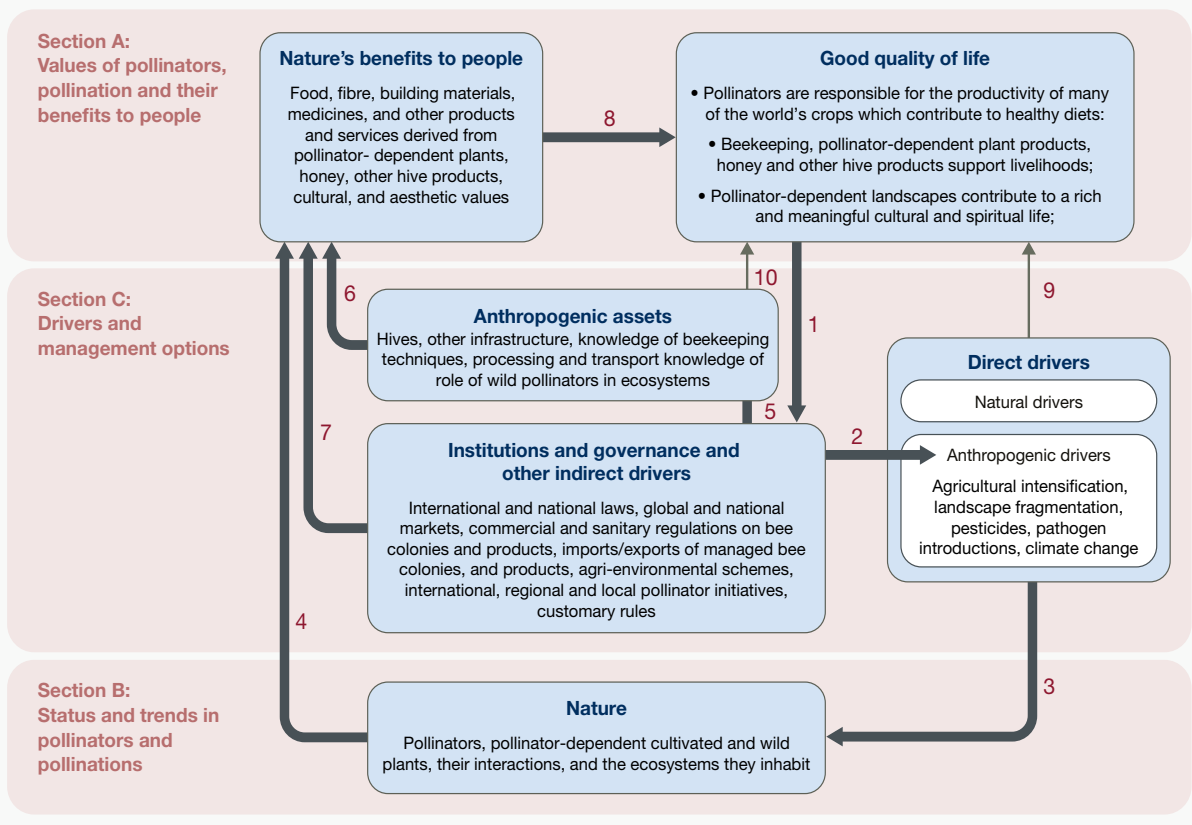 Section A:
Values of pollinators,
pollination and their
benefits to people
Nature’s benefits to people
Food, fibre, building materials,
medicines, and other products
and services derived from
pollinator- dependent plants,
honey, other hive products,
cultural, and aesthetic values
8
Good quality of life
• Pollinators are responsible for the productivity of many
of the world’s crops which contribute to healthy diets:
• Beekeeping, pollinator-dependent plant products,
honey and other hive products support livelihoods;
• Pollinator-dependent landscapes contribute to a rich
and meaningful cultural and spiritual life;
Section C:
Drivers and
management options
6
10
9
1
Anthropogenic assets
Hives, other infrastructure, knowledge of beekeeping
techniques, processing and transport knowledge of
role of wild pollinators in ecosystems
5
7
2
Institutions and governance and
other indirect drivers
International and national laws, global and national
markets, commercial and sanitary regulations on bee
colonies and products, imports/exports of managed bee
colonies, and products, agri-environmental schemes,
international, regional and local pollinator initiatives,
customary rules
Direct drivers
Natural drivers
Anthropogenic drivers
Agricultural intensification,
landscape fragmentation,
pesticides, pathogen
introductions, climate change
4
3
Section B:
Status and trends in
pollinators and
pollinations
Nature
Pollinators, pollinator-dependent cultivated and wild
plants, their interactions, and the ecosystems they inhabit